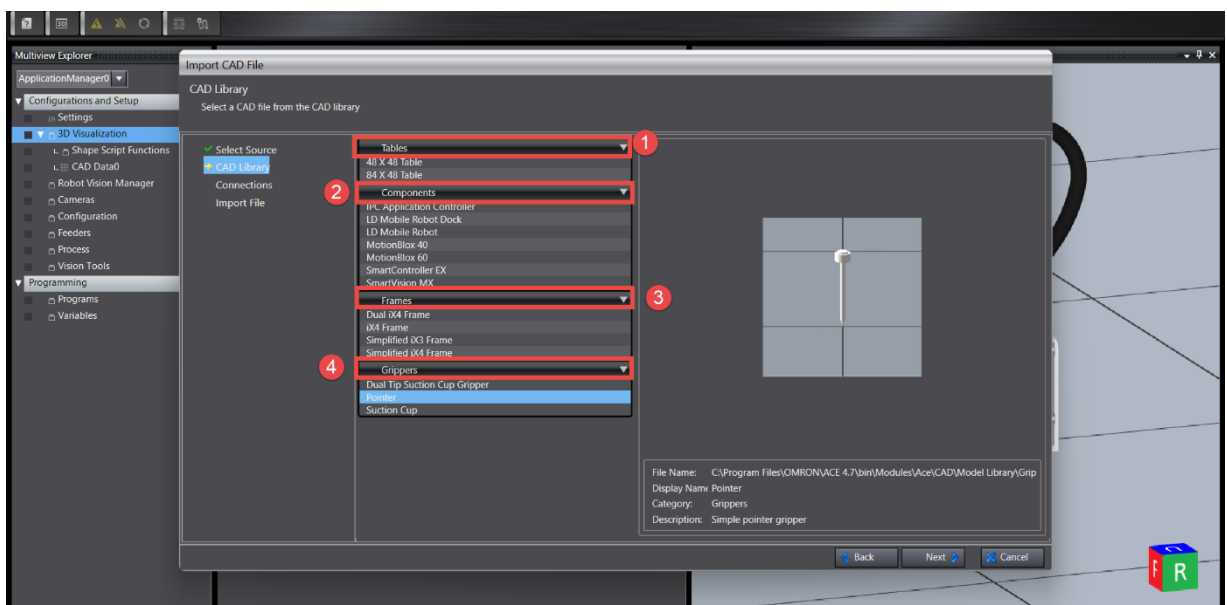 Multiview Explorer
ApplicationManager0
Configurations and Setup
Settings
3D Visualization
Shape Script Functions
CAD Data0
Robot Vision Manager
Cameras
Configuration
Feeders
Process
Vision Tools
Programming
Programs
Variables
Import CAD File
CAD Library
Select a CAD file from the CAD library
Select Source
CAD Library
Connections
Import File
Tables
1
48 X 48 Table
84 X 48 Table
2
Components
IPC Application Controller
LD Mobile Robot Dock
LD Mobile Robot
MotionBlox 40
MotionBlox 60
SmartController EX
SmartVision MX
Frames
3
Dual iX4 Frame
iX4 Frame
Simplified iX3 Frame
Simplified iX4 Frame
4
Grippers
Dual Tip Suction Cup Gripper
Pointer
Suction Cup
File Name: C:\Program Files\OMRON\ACE 4.7\bin\Modules\Ace\CAD\Model Library\Grip
Display Name Pointer
Category: Grippers
Description: Simple pointer gripper
Back
Next
Cancel
F
R